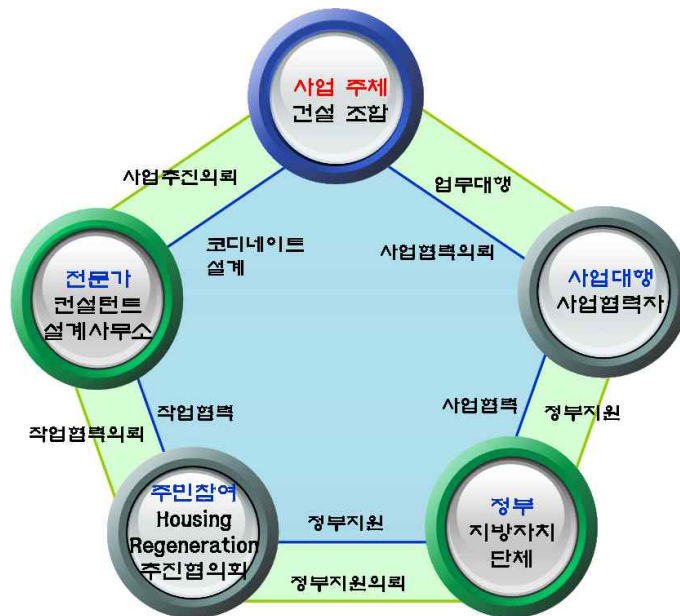 사업 주체
건설 조합
사업추진의뢰
업무대행
코디네이트
설계
사업협력의뢰
전문가
컨설턴트
설계사무소
사업대행
사업협력자
작업협력의뢰
작업협력
사업협력
정부지원
주민참여
Housing
Regeneration
추진협의회
정부지원
정부지원의뢰
정부
지방자치
단체